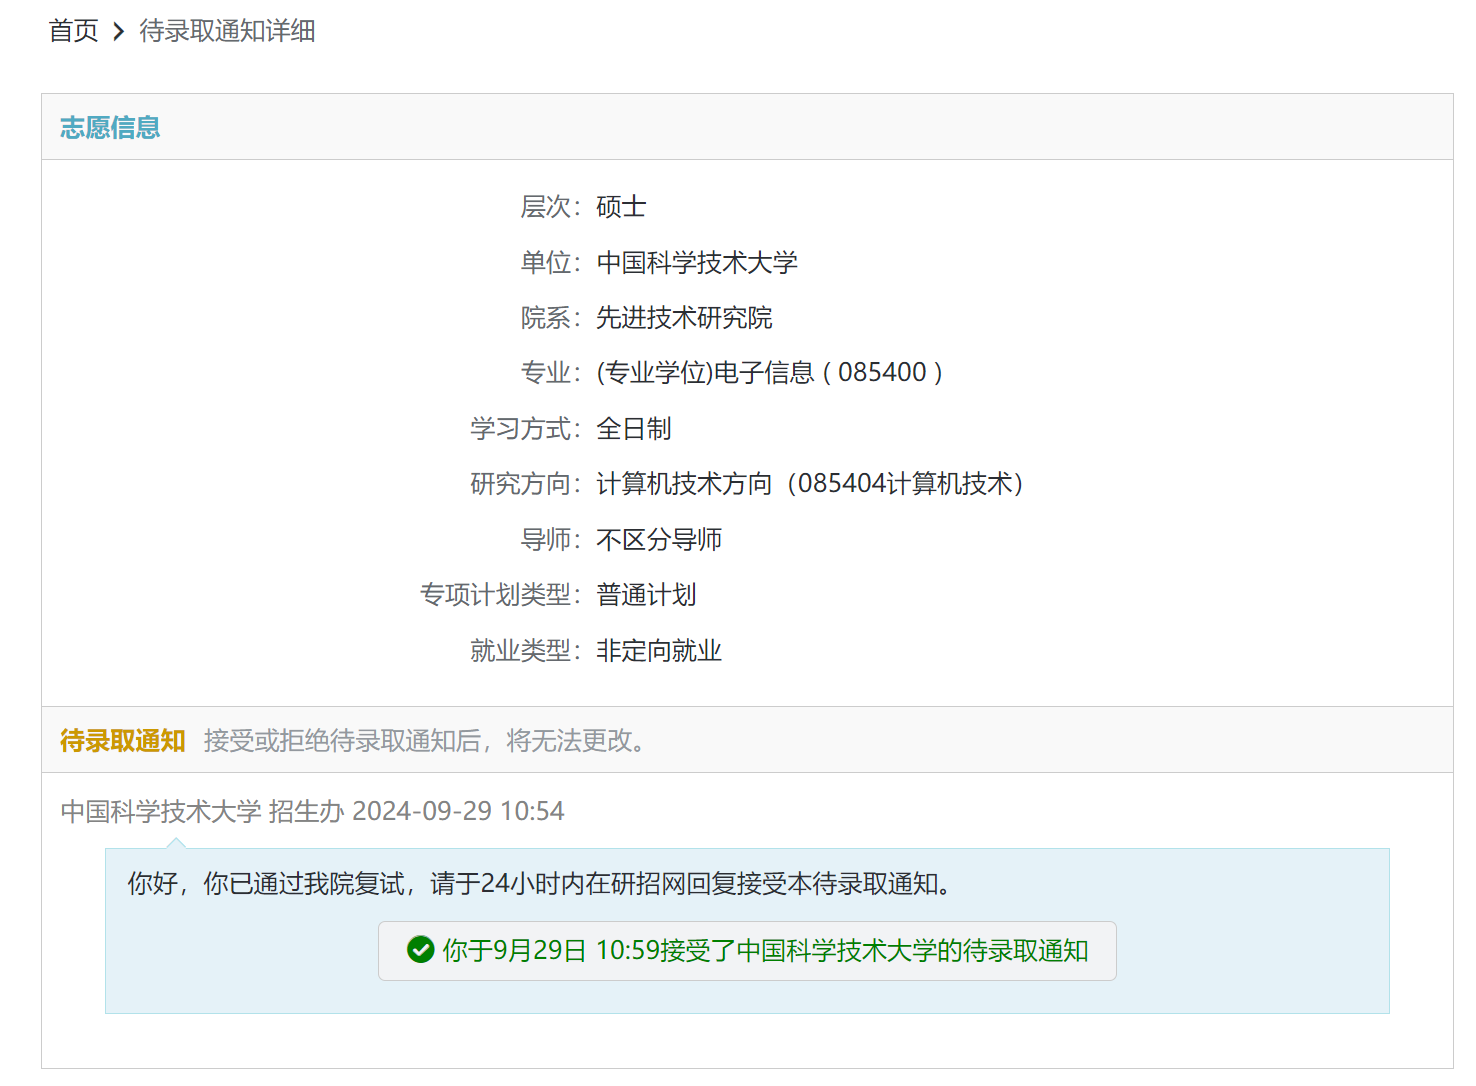 首页 > 待录取通知详细
志愿信息
层次：硕士
单位：中国科学技术大学
院系：先进技术研究院
专业：(专业学位)电子信息 ( 085400 )
学习方式：全日制
研究方向：计算机技术方向（085404计算机技术）
导师：不区分导师
专项计划类型：普通计划
就业类型：非定向就业
待录取通知 接受或拒绝待录取通知后，将无法更改。
中国科学技术大学 招生办 2024-09-29 10:54
你好，你已通过我院复试，请于24小时内在研招网回复接受本待录取通知。
你于9月29日 10:59接受了中国科学技术大学的待录取通知